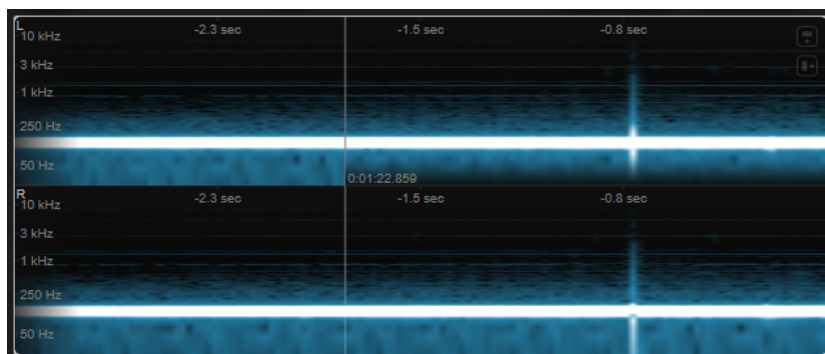 L
-2.3 sec -1.5 sec -0.8 sec
10 kHz
3 kHz
1 kHz
250 Hz
50 Hz
0:01:22.859
R
-2.3 sec -1.5 sec -0.8 sec
10 kHz
3 kHz
1 kHz
250 Hz
50 Hz